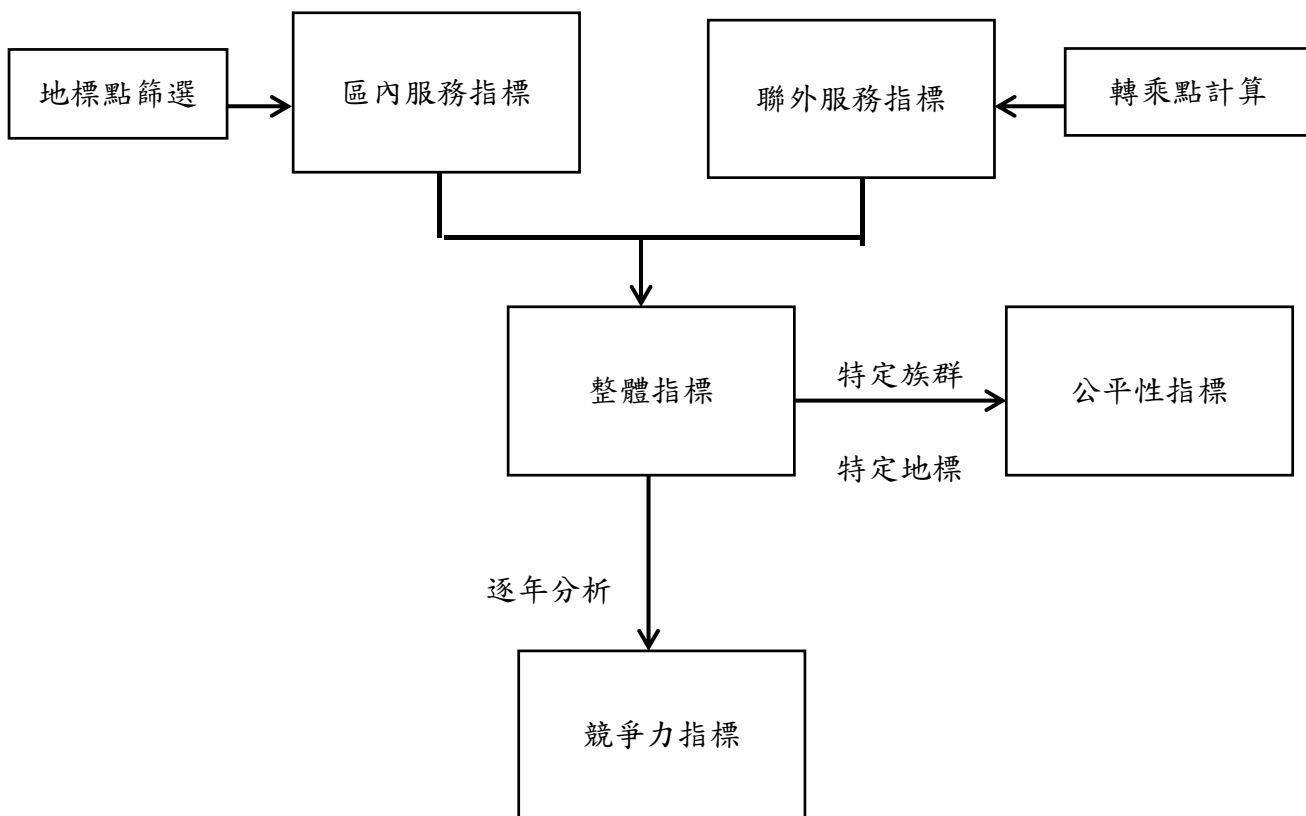 地標點篩選
區內服務指標
聯外服務指標
轉乘點計算
整體指標
特定族群
特定地標
公平性指標
逐年分析
競爭力指標